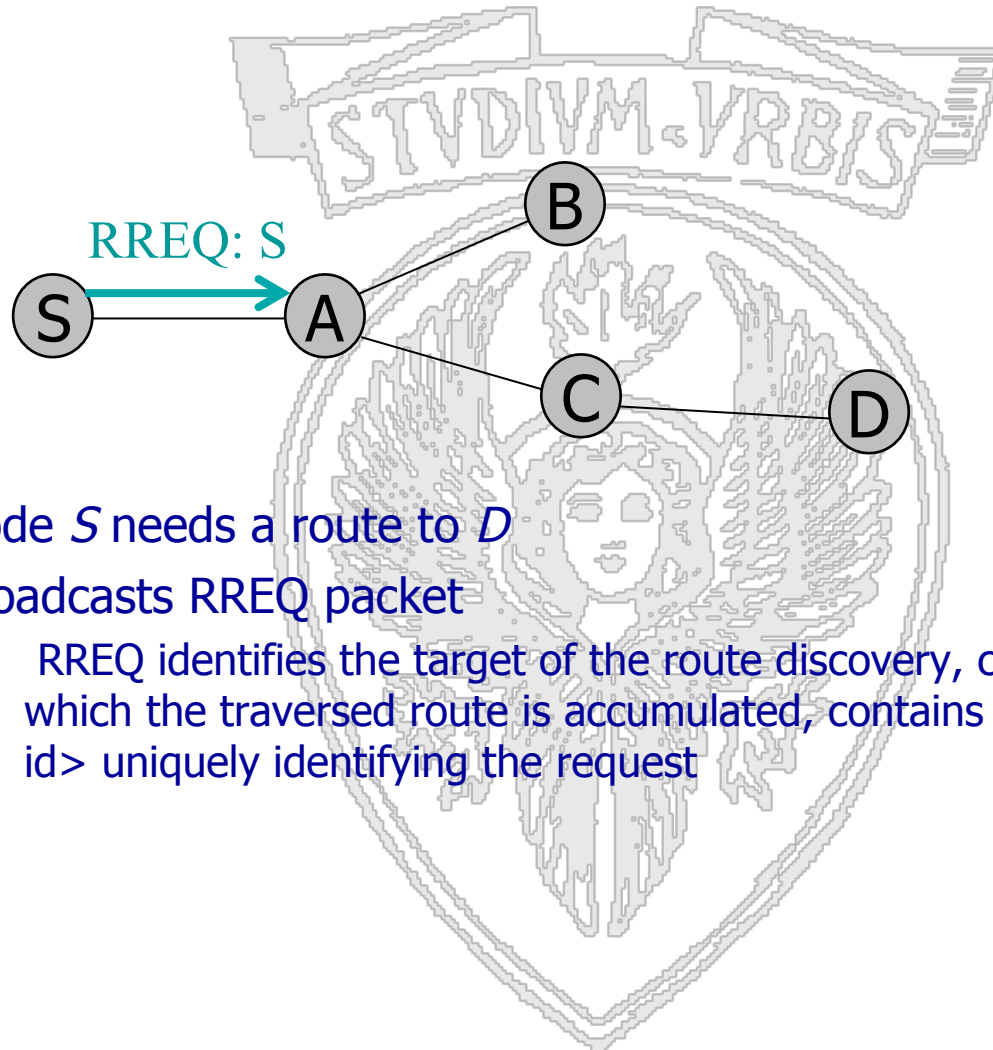 STVDIVM VRBIS
B
RREQ: S
S
A
C
D
ode S needs a route to D
oadcasts RREQ packet
RREQ identifies the target of the route discovery, c
which the traversed route is accumulated, contains
id> uniquely identifying the request